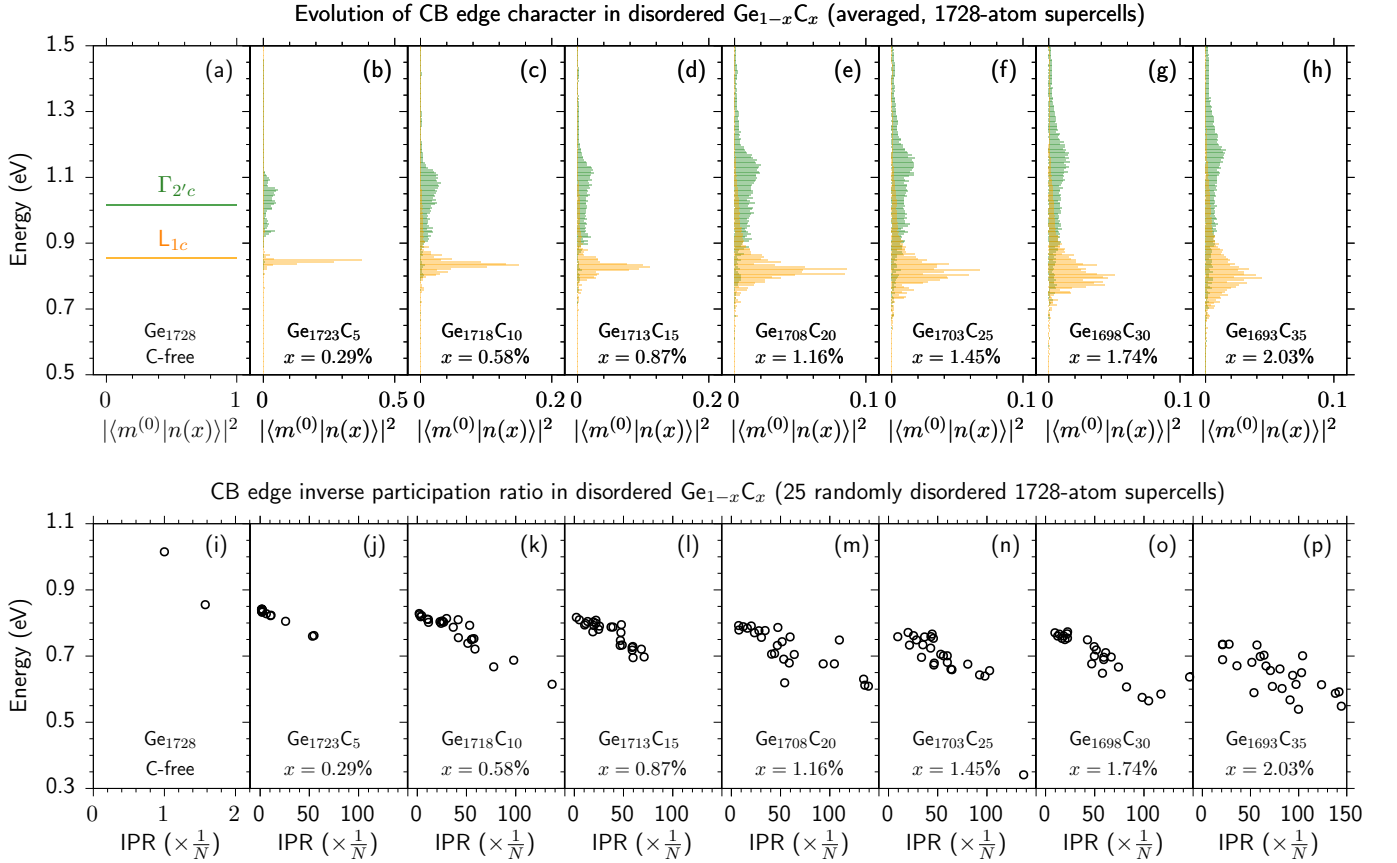 Evolution of CB edge character in disordered Ge₁₋ₓCₓ (averaged, 1728-atom supercells)
(a) (b) (c) (d) (e) (f) (g) (h)
1.5
1.3
1.1
0.9
0.7
0.5
Energy (eV)
Γ₂′c
L₁c
Ge₁₇₂₈ Ge₁₇₂₃C₅ Ge₁₇₁₈C₁₀ Ge₁₇₁₃C₁₅ Ge₁₇₀₈C₂₀ Ge₁₇₀₃C₂₅ Ge₁₆₉₈C₃₀ Ge₁₆₉₃C₃₅
C-free x = 0.29% x = 0.58% x = 0.87% x = 1.16% x = 1.45% x = 1.74% x = 2.03%
0 1 0 0.5 0 0.2 0 0.2 0 0.1 0 0.1 0 0.1 0 0.1
|⟨m⁽⁰⁾|n(x)⟩|² |⟨m⁽⁰⁾|n(x)⟩|² |⟨m⁽⁰⁾|n(x)⟩|² |⟨m⁽⁰⁾|n(x)⟩|² |⟨m⁽⁰⁾|n(x)⟩|² |⟨m⁽⁰⁾|n(x)⟩|² |⟨m⁽⁰⁾|n(x)⟩|² |⟨m⁽⁰⁾|n(x)⟩|²
CB edge inverse participation ratio in disordered Ge₁₋ₓCₓ (25 randomly disordered 1728-atom supercells)
(i) (j) (k) (l) (m) (n) (o) (p)
1.1
0.9
0.7
0.5
0.3
Energy (eV)
Ge₁₇₂₈ Ge₁₇₂₃C₅ Ge₁₇₁₈C₁₀ Ge₁₇₁₃C₁₅ Ge₁₇₀₈C₂₀ Ge₁₇₀₃C₂₅ Ge₁₆₉₈C₃₀ Ge₁₆₉₃C₃₅
C-free x = 0.29% x = 0.58% x = 0.87% x = 1.16% x = 1.45% x = 1.74% x = 2.03%
0 1 2 0 50 100 0 50 100 0 50 100 0 50 100 0 50 100 0 50 100 0 50 100 150
IPR (× 1/N) IPR (× 1/N) IPR (× 1/N) IPR (× 1/N) IPR (× 1/N) IPR (× 1/N) IPR (× 1/N) IPR (× 1/N)